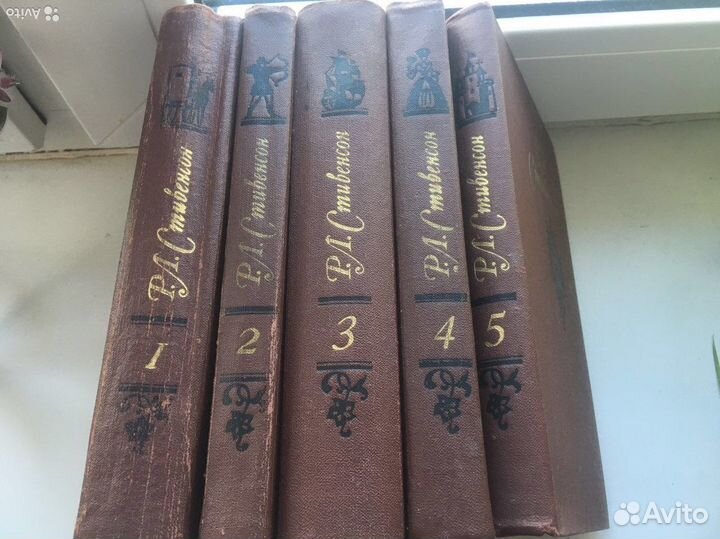 Avito
Р.Л. Стивенсон
1
Р.Л. Стивенсон
2
Р.Л. Стивенсон
3
Р.Л. Стивенсон
4
Р.Л. Стивенсон
5
Avito